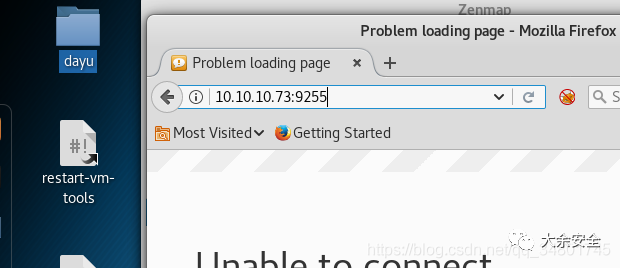 Zenmap
Problem loading page - Mozilla Firefox
dayu
Problem loading page
10.10.10.73:9255
S
#!
Most Visited
Getting Started
restart-vm-
tools
大余安全
Unable to connect